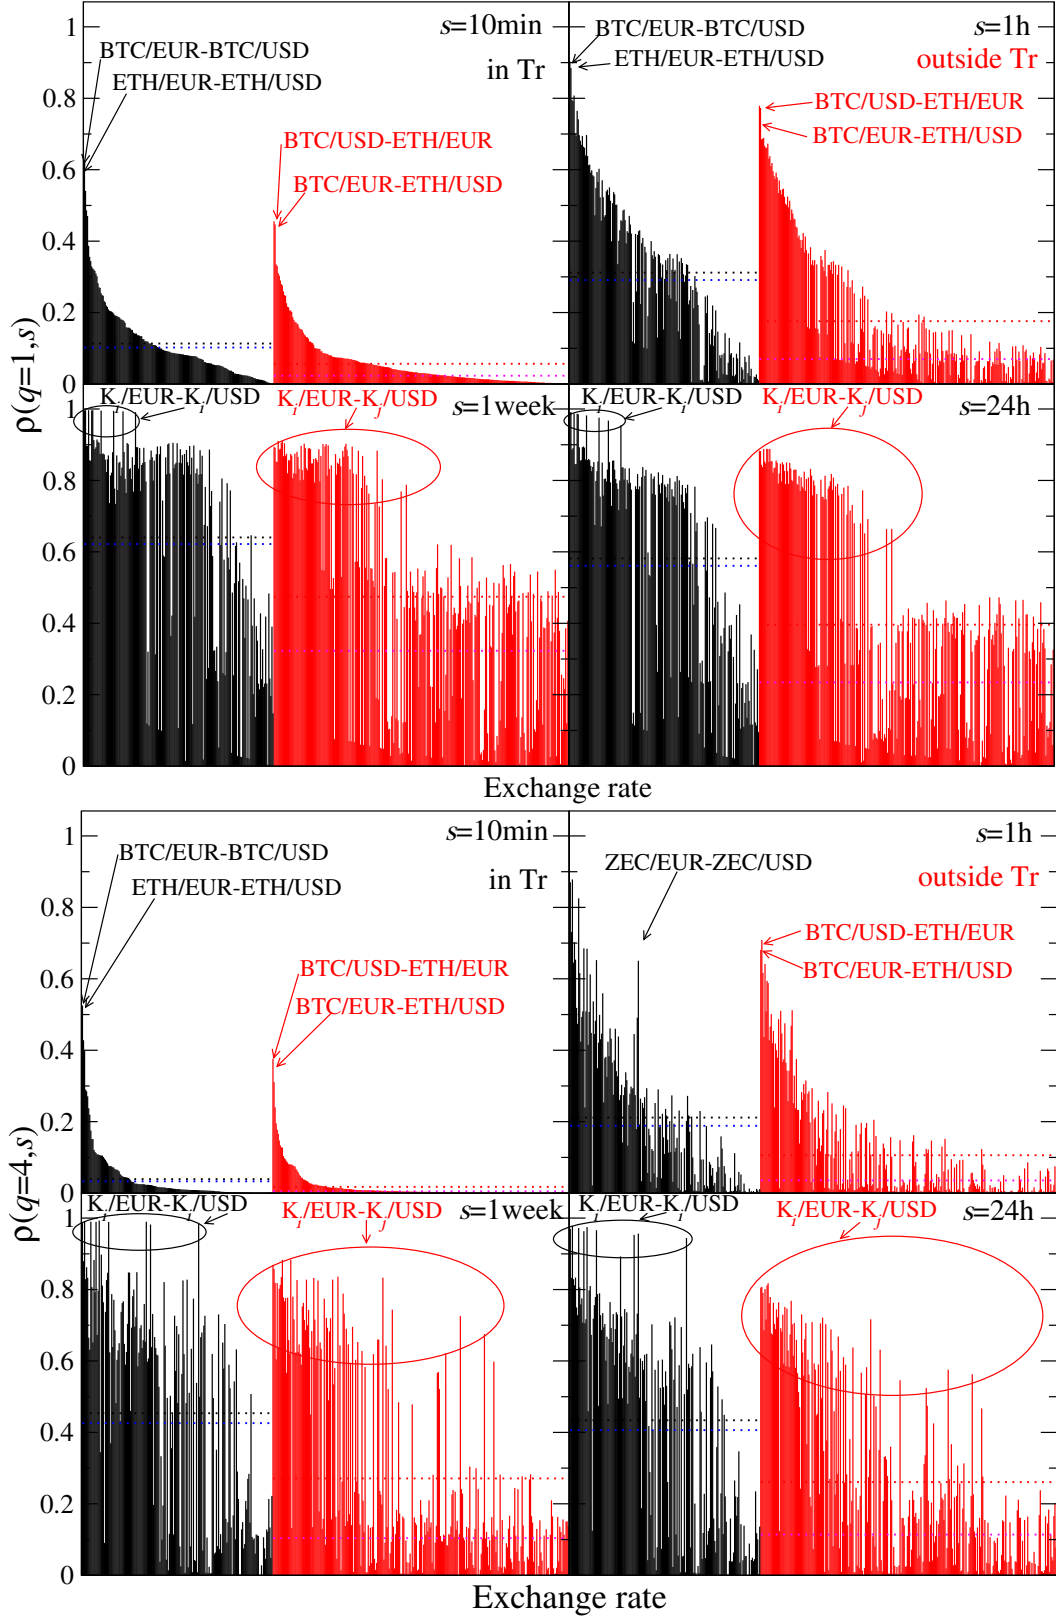 1
s=10min
s=1h
BTC/EUR-BTC/USD
BTC/EUR-BTC/USD
ETH/EUR-ETH/USD
in Tr
ETH/EUR-ETH/USD
outside Tr
0.8
BTC/USD-ETH/EUR
BTC/USD-ETH/EUR
BTC/EUR-ETH/USD
0.6
BTC/EUR-ETH/USD
0.4
0.2
0
ρ(q=1,s)
K_i/EUR-K_i/USD
s=1week
K_i/EUR-K_j/USD
K_i/EUR-K_i/USD
K_i/EUR-K_j/USD
s=24h
1
0.8
0.6
0.4
0.2
0
Exchange rate
1
s=10min
s=1h
BTC/EUR-BTC/USD
ETH/EUR-ETH/USD
in Tr
ZEC/EUR-ZEC/USD
outside Tr
0.8
BTC/USD-ETH/EUR
BTC/EUR-ETH/USD
0.6
BTC/USD-ETH/EUR
BTC/EUR-ETH/USD
0.4
0.2
0
ρ(q=4,s)
K_i/EUR-K_i/USD
K_i/EUR-K_j/USD
s=1week
K_i/EUR-K_i/USD
K_i/EUR-K_j/USD
s=24h
1
0.8
0.6
0.4
0.2
0
Exchange rate